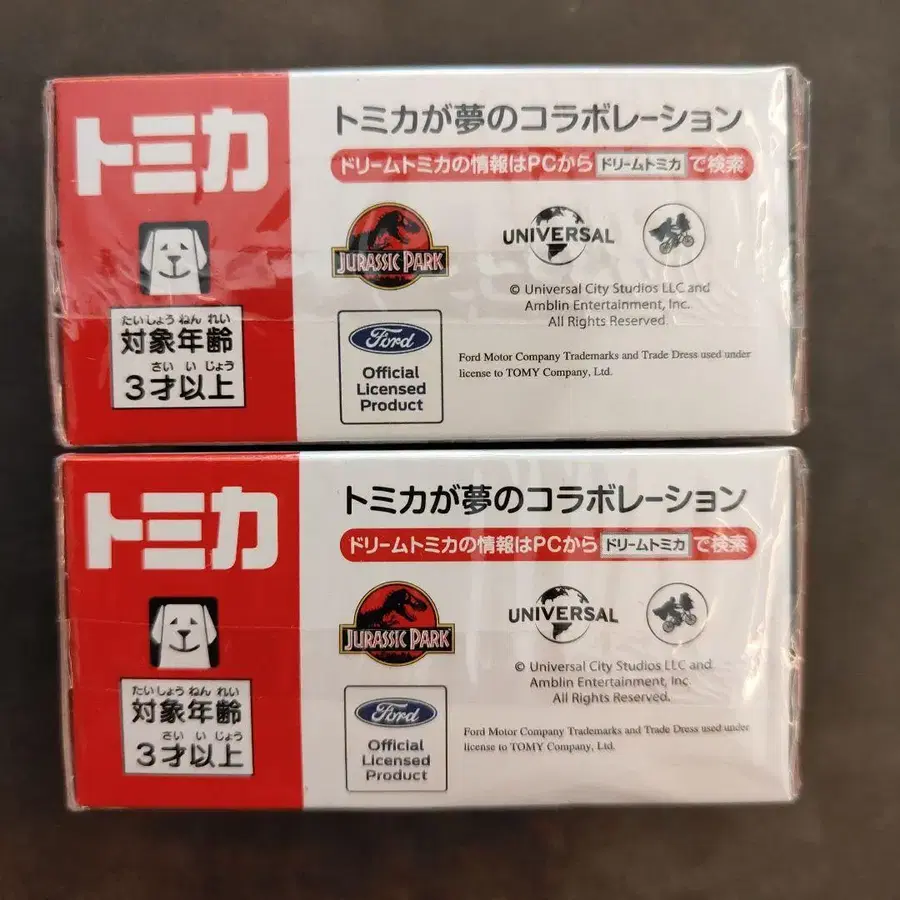 トミカ
たいしょう ねん れい
対象年齢
さい い じょう
3才以上
トミカが夢のコラボレーション
ドリームトミカの情報はPCから ドリームトミカ で検索
JURASSIC PARK
UNIVERSAL
© Universal City Studios LLC and
Amblin Entertainment, Inc.
All Rights Reserved.
Ford
Official
Licensed
Product
Ford Motor Company Trademarks and Trade Dress used under
license to TOMY Company, Ltd.
トミカ
たいしょう ねん れい
対象年齢
さい い じょう
3才以上
トミカが夢のコラボレーション
ドリームトミカの情報はPCから ドリームトミカ で検索
JURASSIC PARK
UNIVERSAL
© Universal City Studios LLC and
Amblin Entertainment, Inc.
All Rights Reserved.
Ford
Official
Licensed
Product
Ford Motor Company Trademarks and Trade Dress used under
license to TOMY Company, Ltd.